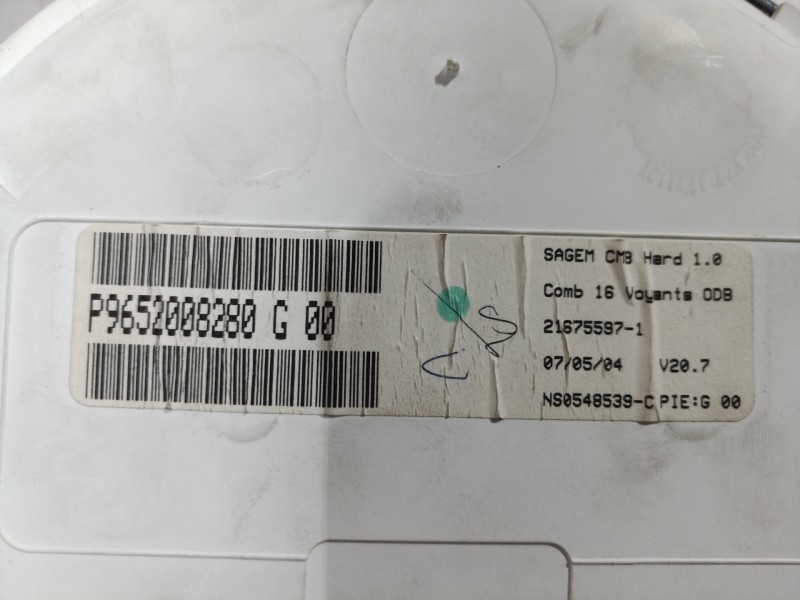 P9652008280 G 00
SAGEM CMB Hard 1.0
Comb 16 Voyants ODB
21675597-1
07/05/04 V20.7
NS0548539-C PIE:G 00